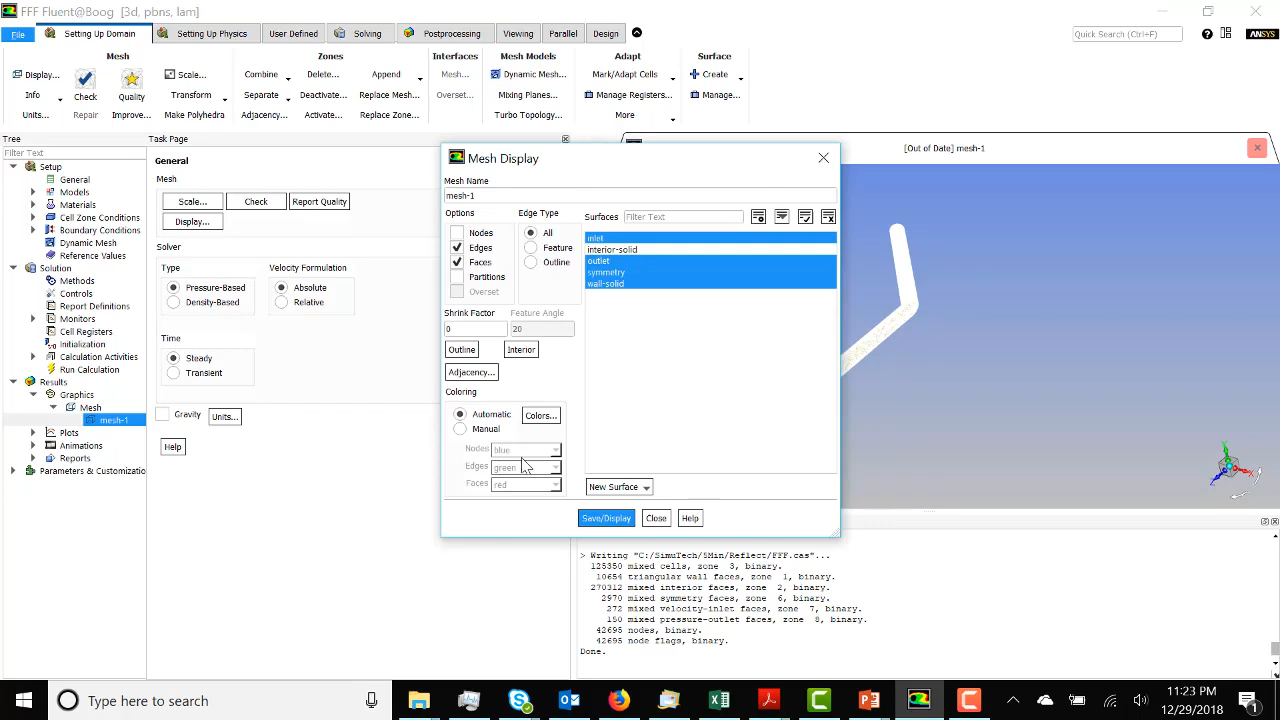 FFF Fluent@Boog [3d, pbns, lam]
File
Setting Up Domain
Setting Up Physics
User Defined
Solving
Postprocessing
Viewing
Parallel
Design
Quick Search (Ctrl+F)
ANSYS
Mesh
Zones
Interfaces
Mesh Models
Adapt
Surface
Display...
Scale...
Combine
Delete...
Append
Mesh...
Dynamic Mesh...
Mark/Adapt Cells
Create
Info
Check
Quality
Transform
Separate
Deactivate...
Replace Mesh...
Overset...
Mixing Planes...
Manage Registers...
Manage...
Units...
Repair
Improve...
Make Polyhedra
Adjacency...
Activate...
Replace Zone...
Turbo Topology...
More
Tree
Filter Text
Setup
General
Models
Materials
Cell Zone Conditions
Boundary Conditions
Dynamic Mesh
Reference Values
Solution
Methods
Controls
Report Definitions
Monitors
Cell Registers
Initialization
Calculation Activities
Run Calculation
Results
Graphics
Mesh
mesh-1
Plots
Animations
Reports
Parameters & Customizatio
Task Page
General
Mesh
Scale...
Check
Report Quality
Display...
Solver
Type
Velocity Formulation
Pressure-Based
Absolute
Density-Based
Relative
Time
Steady
Transient
Gravity
Units...
Help
Mesh Display
Mesh Name
mesh-1
Options
Edge Type
Surfaces
Filter Text
Nodes
All
Edges
Feature
Faces
Outline
Partitions
Overset
inlet
interior-solid
outlet
symmetry
wall-solid
Shrink Factor
Feature Angle
0
20
Outline
Interior
Adjacency...
Coloring
Automatic
Colors...
Manual
Nodes
blue
Edges
green
Faces
red
New Surface
Save/Display
Close
Help
[Out of Date] mesh-1
> Writing "C:/SimuTech/5Min/Reflect/FFF.cas"...
125350 mixed cells, zone 3, binary.
10654 triangular wall faces, zone 1, binary.
270312 mixed interior faces, zone 2, binary.
2970 mixed symmetry faces, zone 6, binary.
272 mixed velocity-inlet faces, zone 7, binary.
150 mixed pressure-outlet faces, zone 8, binary.
42695 nodes, binary.
42695 node flags, binary.
Done.
Type here to search
11:23 PM
12/29/2018
1